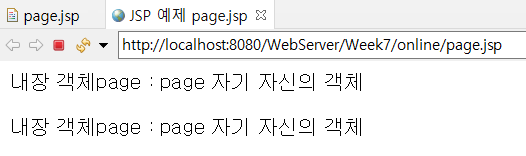 page.jsp
JSP 예제 page.jsp
http://localhost:8080/WebServer/Week7/online/page.jsp
내장 객체page : page 자기 자신의 객체
내장 객체page : page 자기 자신의 객체